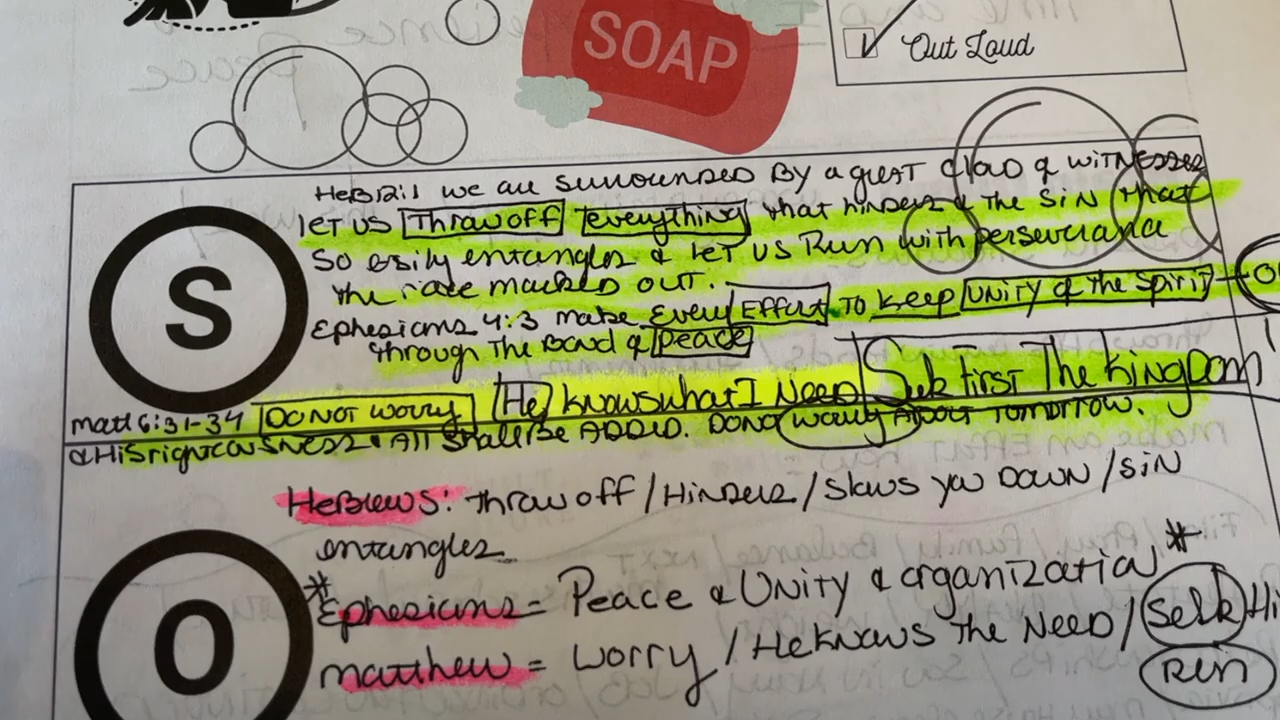 SOAP
Out Loud
HeB 12:1 we are surrounded By a great cloud & witnesses
let us Throw off everything that hinders & The Sin that
So easily entangles & let us Run with perseverance
the race marked out.
Ephesians 4:3 make Every Effort To keep Unity of the Spirit
through The Bond of peace
S
matt 6:31-34 DO NOT worry He knows what I Need Seek First The Kingdom
& His righteousness & All Shall Be ADDED. DO NOT worry About Tomorrow.
Hebrews: Throw off / Hinders / Slows you Down / sin
entangles
O
* Ephesians = Peace & Unity & organization *
matthew = Worry / He knows the Need / Seek Hi
Run